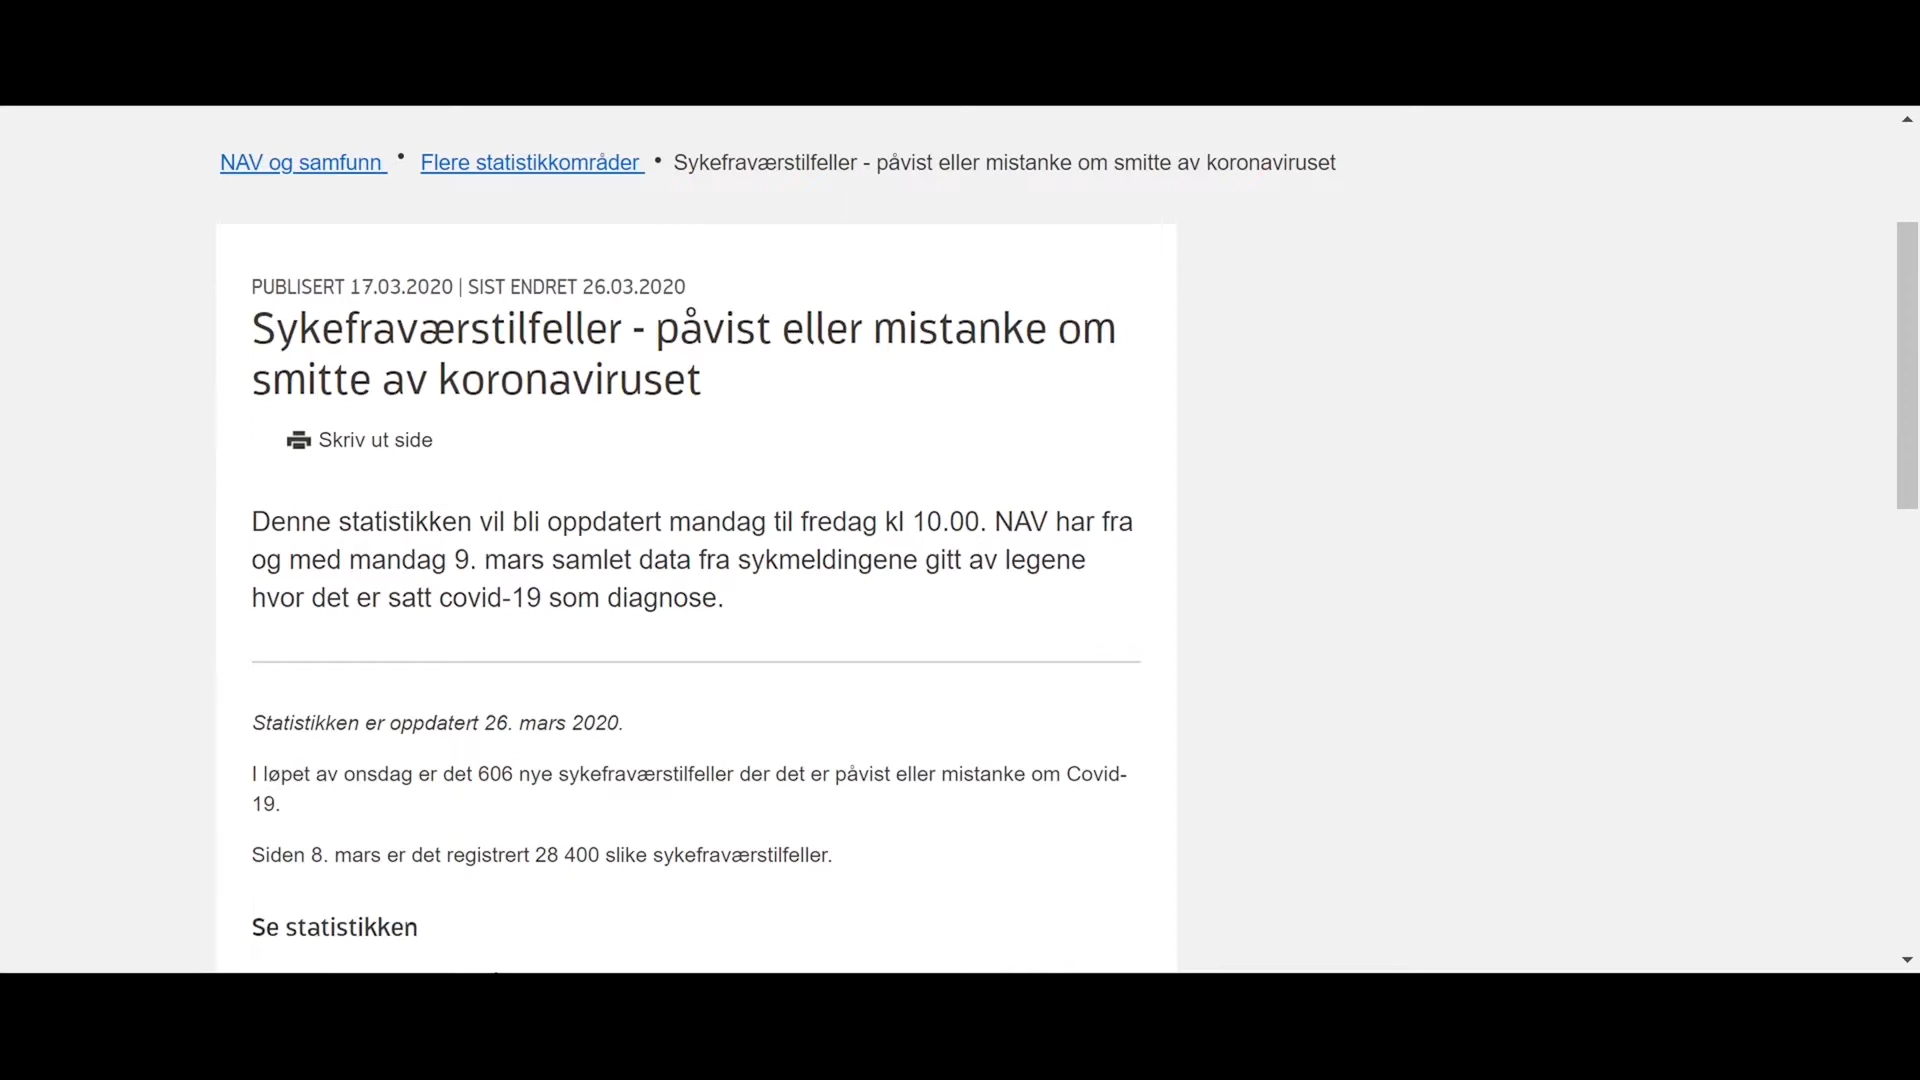 NAV og samfunn • Flere statistikkområder • Sykefraværstilfeller - påvist eller mistanke om smitte av koronaviruset
PUBLISERT 17.03.2020 | SIST ENDRET 26.03.2020
Sykefraværstilfeller - påvist eller mistanke om
smitte av koronaviruset
Skriv ut side
Denne statistikken vil bli oppdatert mandag til fredag kl 10.00. NAV har fra
og med mandag 9. mars samlet data fra sykmeldingene gitt av legene
hvor det er satt covid-19 som diagnose.
Statistikken er oppdatert 26. mars 2020.
I løpet av onsdag er det 606 nye sykefraværstilfeller der det er påvist eller mistanke om Covid-
19.
Siden 8. mars er det registrert 28 400 slike sykefraværstilfeller.
Se statistikken